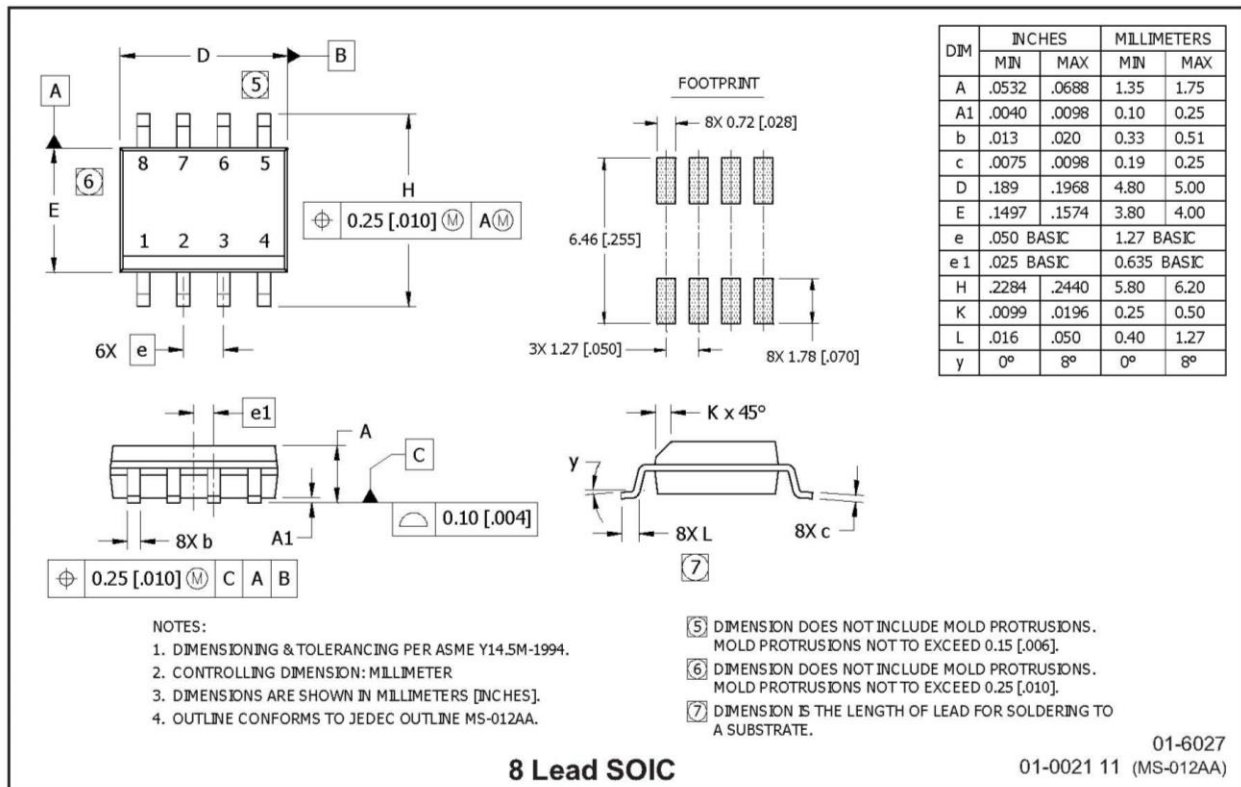 D
B
5
A
8 7 6 5
6
E
H
0.25 [.010] M A M
1 2 3 4
6X e
FOOTPRINT
8X 0.72 [.028]
6.46 [.255]
3X 1.27 [.050]
8X 1.78 [.070]
DIM INCHES MILLIMETERS
MIN MAX MIN MAX
A .0532 .0688 1.35 1.75
A1 .0040 .0098 0.10 0.25
b .013 .020 0.33 0.51
c .0075 .0098 0.19 0.25
D .189 .1968 4.80 5.00
E .1497 .1574 3.80 4.00
e .050 BASIC 1.27 BASIC
e 1 .025 BASIC 0.635 BASIC
H .2284 .2440 5.80 6.20
K .0099 .0196 0.25 0.50
L .016 .050 0.40 1.27
y 0° 8° 0° 8°
e1
A
C
0.10 [.004]
8X b
A1
0.25 [.010] M C A B
K x 45°
y
8X L
8X c
7
NOTES:
1. DIMENSIONING & TOLERANCING PER ASME Y14.5M-1994.
2. CONTROLLING DIMENSION: MILLIMETER
3. DIMENSIONS ARE SHOWN IN MILLIMETERS [INCHES].
4. OUTLINE CONFORMS TO JEDEC OUTLINE MS-012AA.
5 DIMENSION DOES NOT INCLUDE MOLD PROTRUSIONS.
MOLD PROTRUSIONS NOT TO EXCEED 0.15 [.006].
6 DIMENSION DOES NOT INCLUDE MOLD PROTRUSIONS.
MOLD PROTRUSIONS NOT TO EXCEED 0.25 [.010].
7 DIMENSION IS THE LENGTH OF LEAD FOR SOLDERING TO
A SUBSTRATE.
8 Lead SOIC
01-6027
01-0021 11 (MS-012AA)